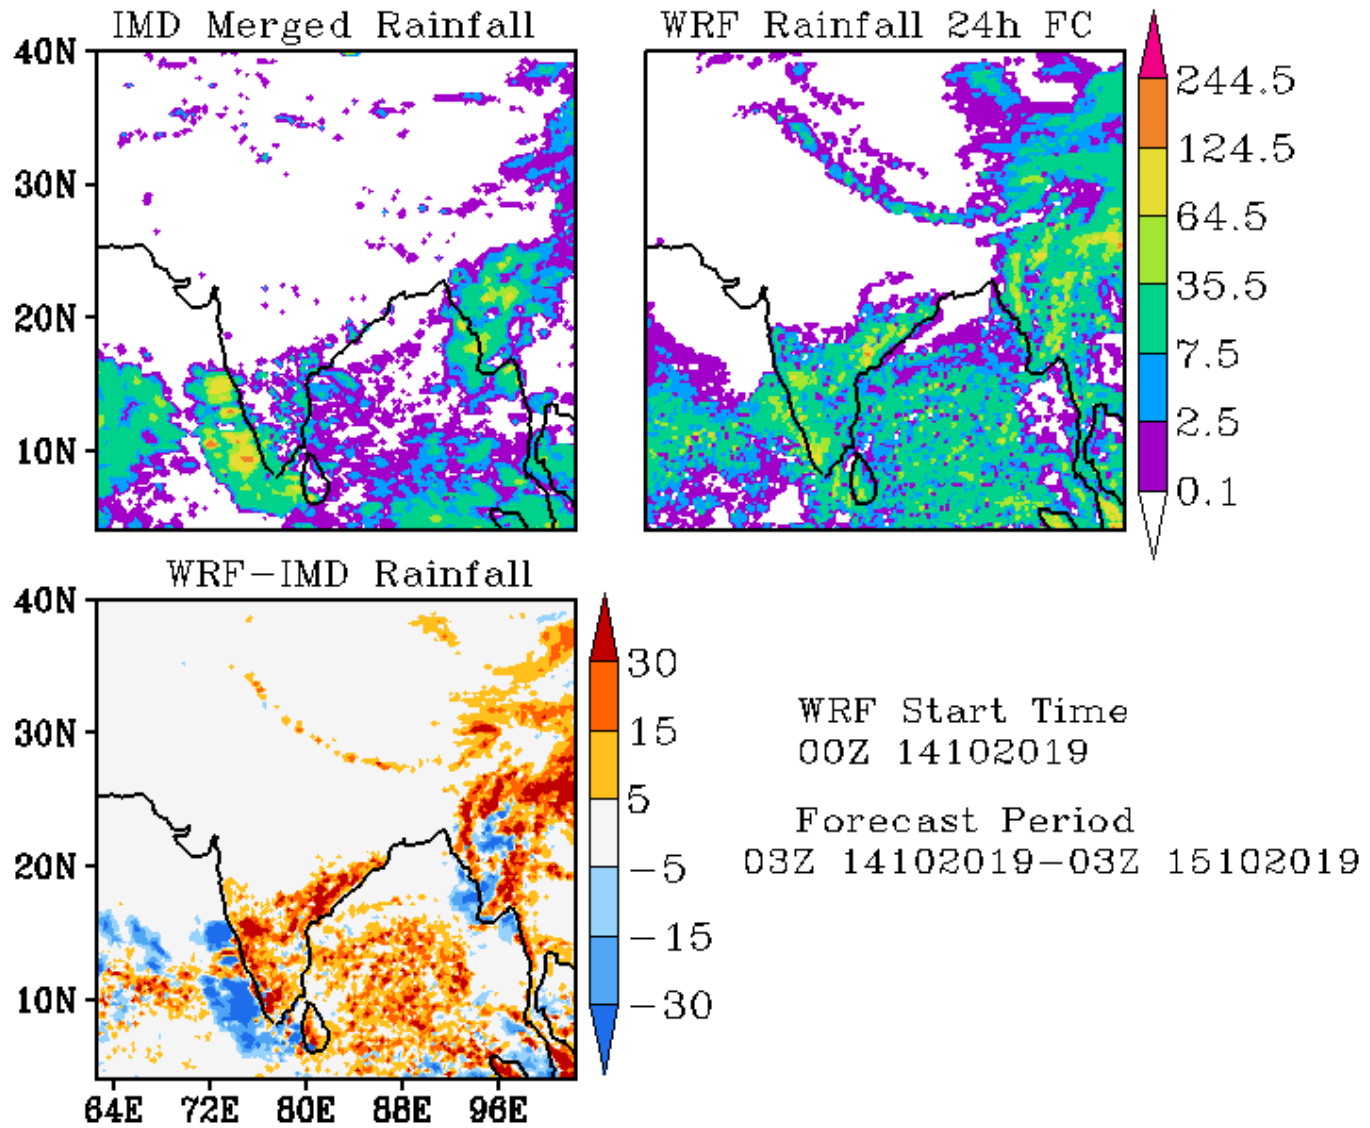 IMD Merged Rainfall
WRF Rainfall 24h FC
40N
30N
20N
10N
244.5
124.5
64.5
35.5
7.5
2.5
0.1
WRF-IMD Rainfall
40N
30N
20N
10N
64E 72E 80E 88E 96E
30
15
5
-5
-15
-30
WRF Start Time
00Z 14102019
Forecast Period
03Z 14102019-03Z 15102019